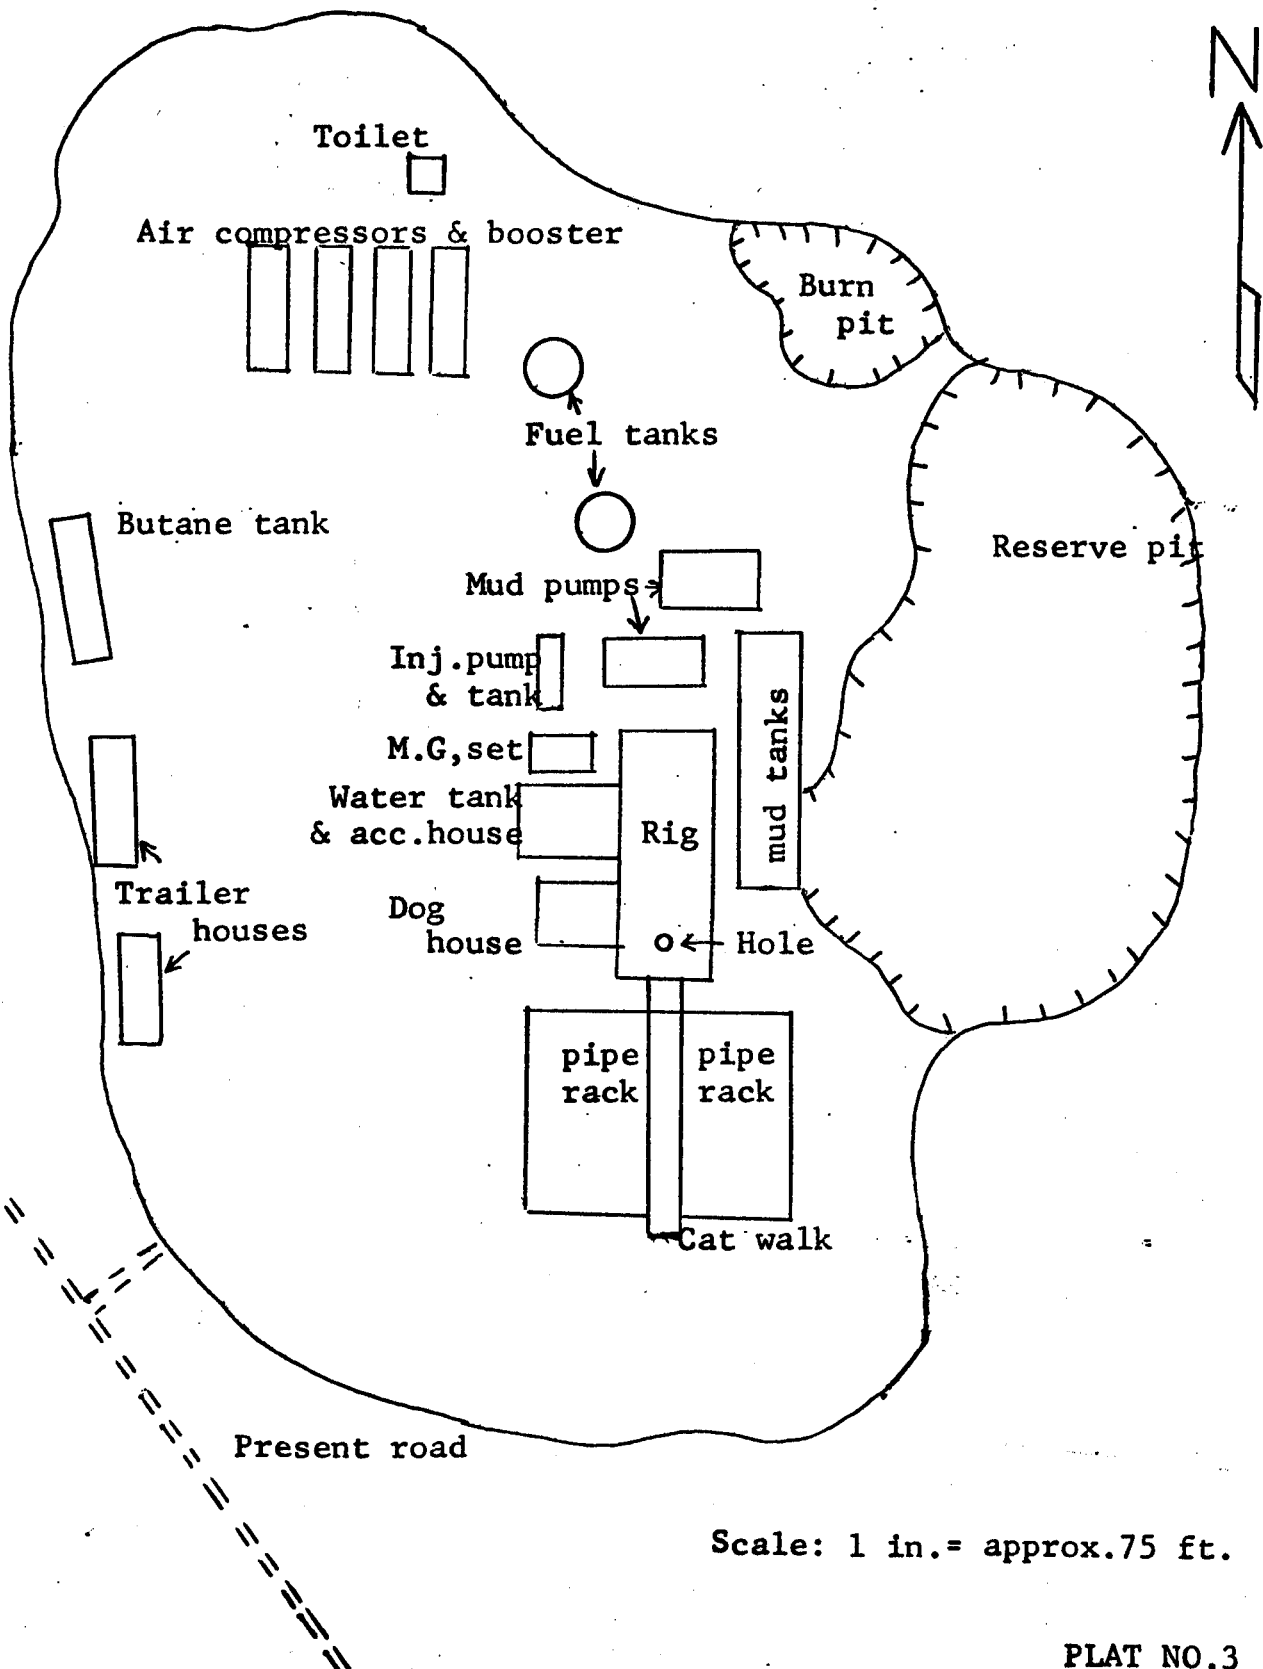 N
Toilet
Air compressors & booster
Burn
pit
Fuel tanks
Butane tank
Reserve pit
Mud pumps
Inj.pump
& tank
mud tanks
M.G,set
Water tank
& acc.house
Rig
Trailer
houses
Dog
house
Hole
pipe
rack
pipe
rack
Cat walk
Present road
Scale: 1 in.= approx.75 ft.
PLAT NO.3